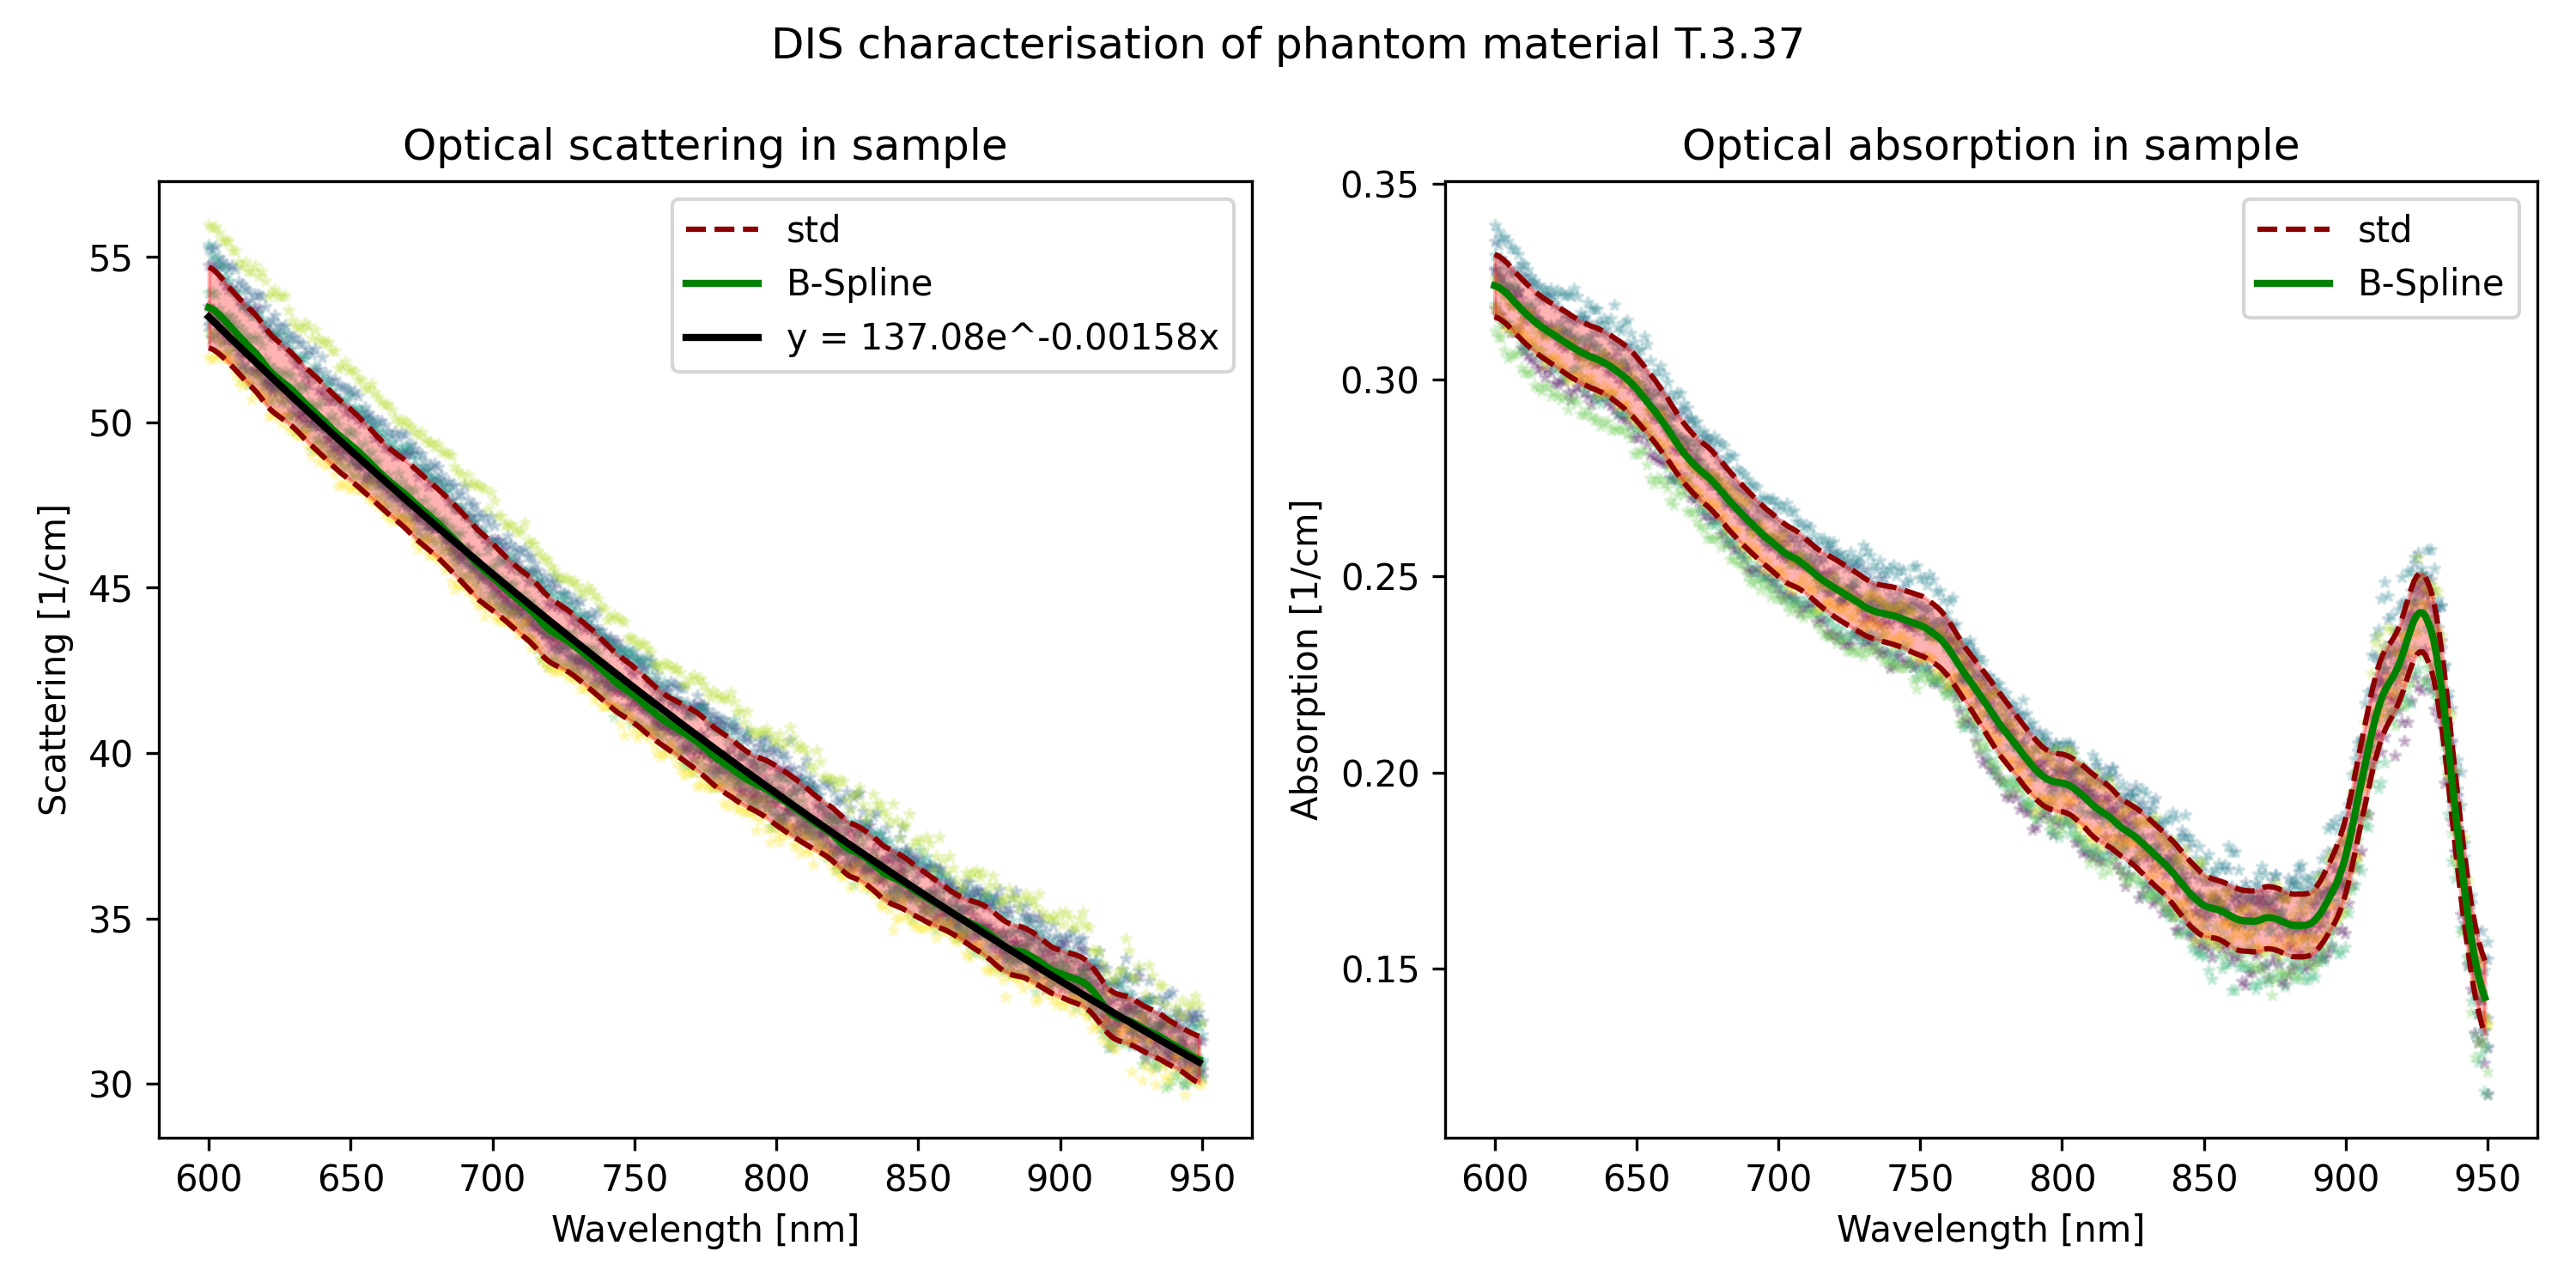 DIS characterisation of phantom material T.3.37
Optical scattering in sample
std
B-Spline
y = 137.08e^-0.00158x
55
50
45
40
35
30
Scattering [1/cm]
600 650 700 750 800 850 900 950
Wavelength [nm]
Optical absorption in sample
std
B-Spline
0.35
0.30
0.25
0.20
0.15
Absorption [1/cm]
600 650 700 750 800 850 900 950
Wavelength [nm]